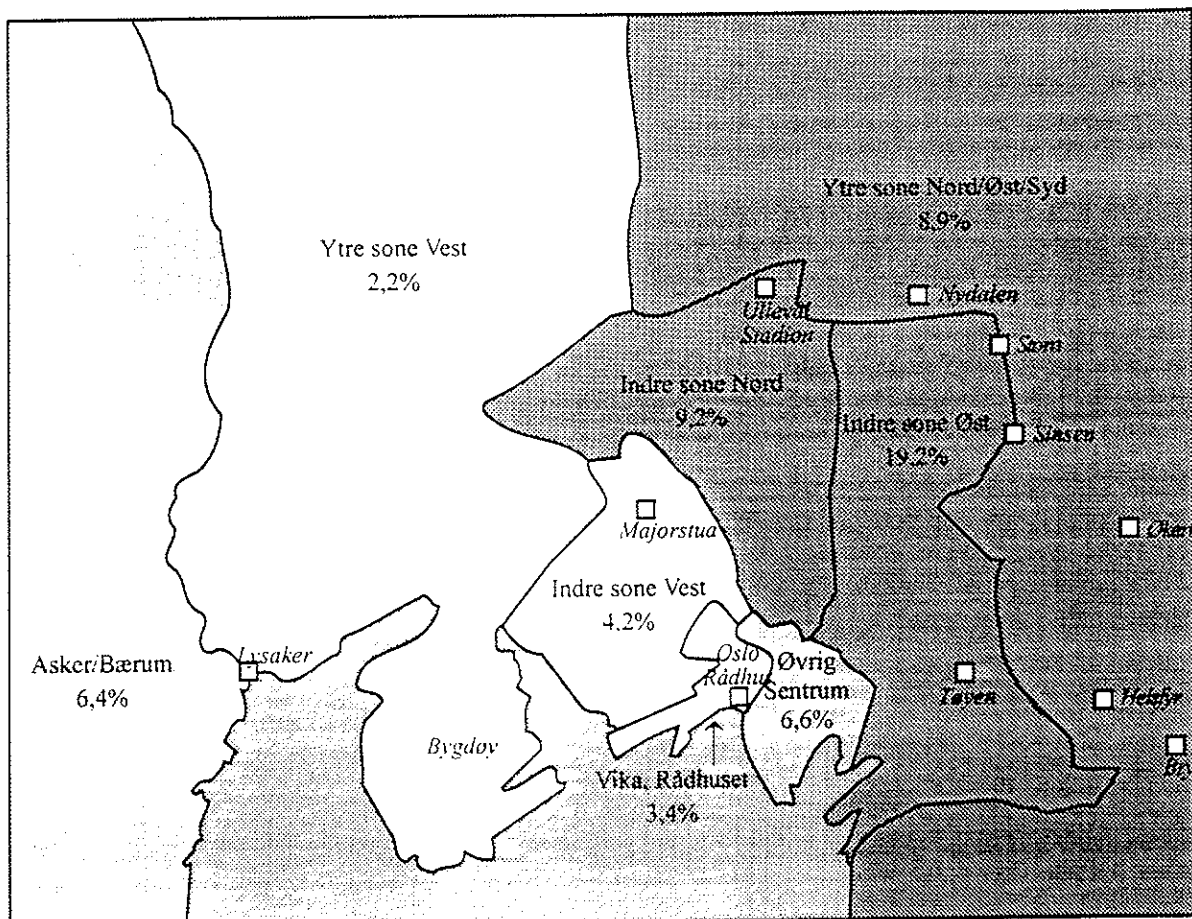 Ytre sone Nord/Øst/Syd
8,9%
Ytre sone Vest
2,2%
Ullevål
Stadion
Nydalen
Storo
Indre sone Nord
9,2%
Indre sone Øst
19,2%
Sinsen
Majorstua
Indre sone Vest
4,2%
Asker/Bærum
6,4%
Lysaker
Oslo
Rådhu
Øvrig
Sentrum
6,6%
Tøyen
Helsfyr
Bry
Bygdøy
Vika, Rådhuset
3,4%